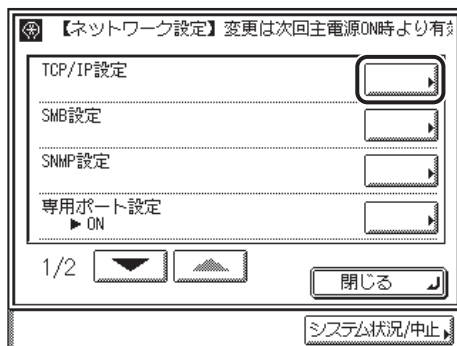 【ネットワーク設定】変更は次回主電源ON時より有
TCP/IP設定
SMB設定
SNMP設定
専用ポート設定
▶ ON
1/2
閉じる
システム状況/中止